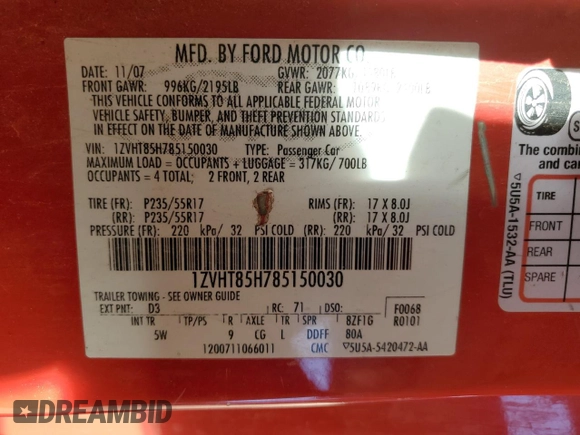 MFD. BY FORD MOTOR CO
DATE: 11/07 GVWR: 2077KG
FRONT GAWR: 996KG/2195LB REAR GAWR:
THIS VEHICLE CONFORMS TO ALL APPLICABLE FEDERAL MOTOR
VEHICLE SAFETY, BUMPER, AND THEFT PREVENTION STANDARDS
IN EFFECT ON THE DATE OF MANUFACTURE SHOWN ABOVE.
VIN: 1ZVHT85H785150030 TYPE: Passenger Car
MAXIMUM LOAD = OCCUPANTS + LUGGAGE = 317KG/ 700LB
OCCUPANTS = 4 TOTAL; 2 FRONT, 2 REAR
TIRE (FR): P235/55R17 RIMS (FR): 17 X 8.0J
(RR): P235/55R17 (RR): 17 X 8.0J
PRESSURE (FR): 220 kPa/ 32 PSI COLD (RR): 220 kPa/ 32 PSI COLD
1ZVHT85H785150030
TRAILER TOWING - SEE OWNER GUIDE
EXT PNT: D3 RC: 71 DSO: F0068
INT TR TP/PS R AXLE TR SPR 8ZF1G R0101
5W 9 CG L DDFF 80A
1200711066011 CMC ▽5U5A-5420472-AA
The combin
and car
TIRE
FRONT
REAR
SPARE
▽5U5A-1532-AA (TLU)
DREAMBID